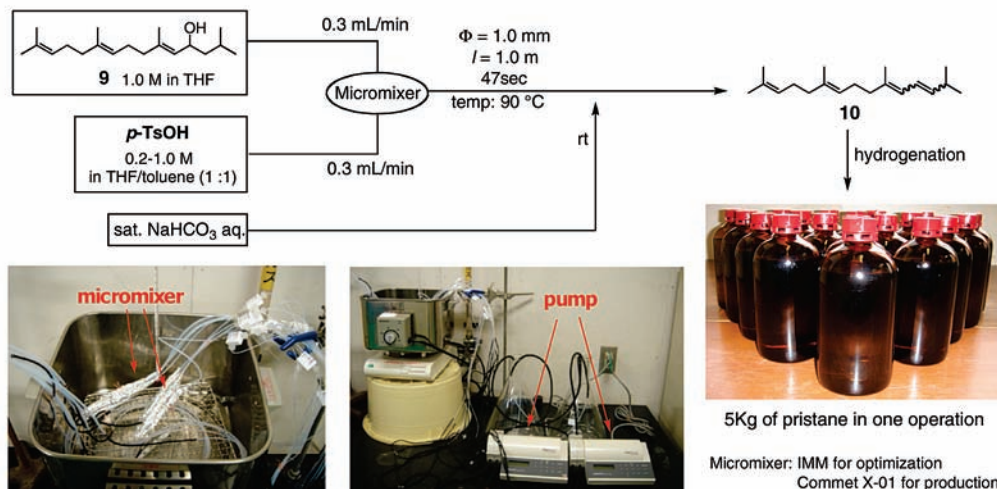 OH
9 1.0 M in THF
p-TsOH
0.2-1.0 M
in THF/toluene (1 :1)
sat. NaHCO3 aq.
0.3 mL/min
Micromixer
0.3 mL/min
Φ = 1.0 mm
l = 1.0 m
47sec
temp: 90 °C
rt
10
hydrogenation
micromixer
pump
5Kg of pristane in one operation
Micromixer: IMM for optimization
Commet X-01 for production